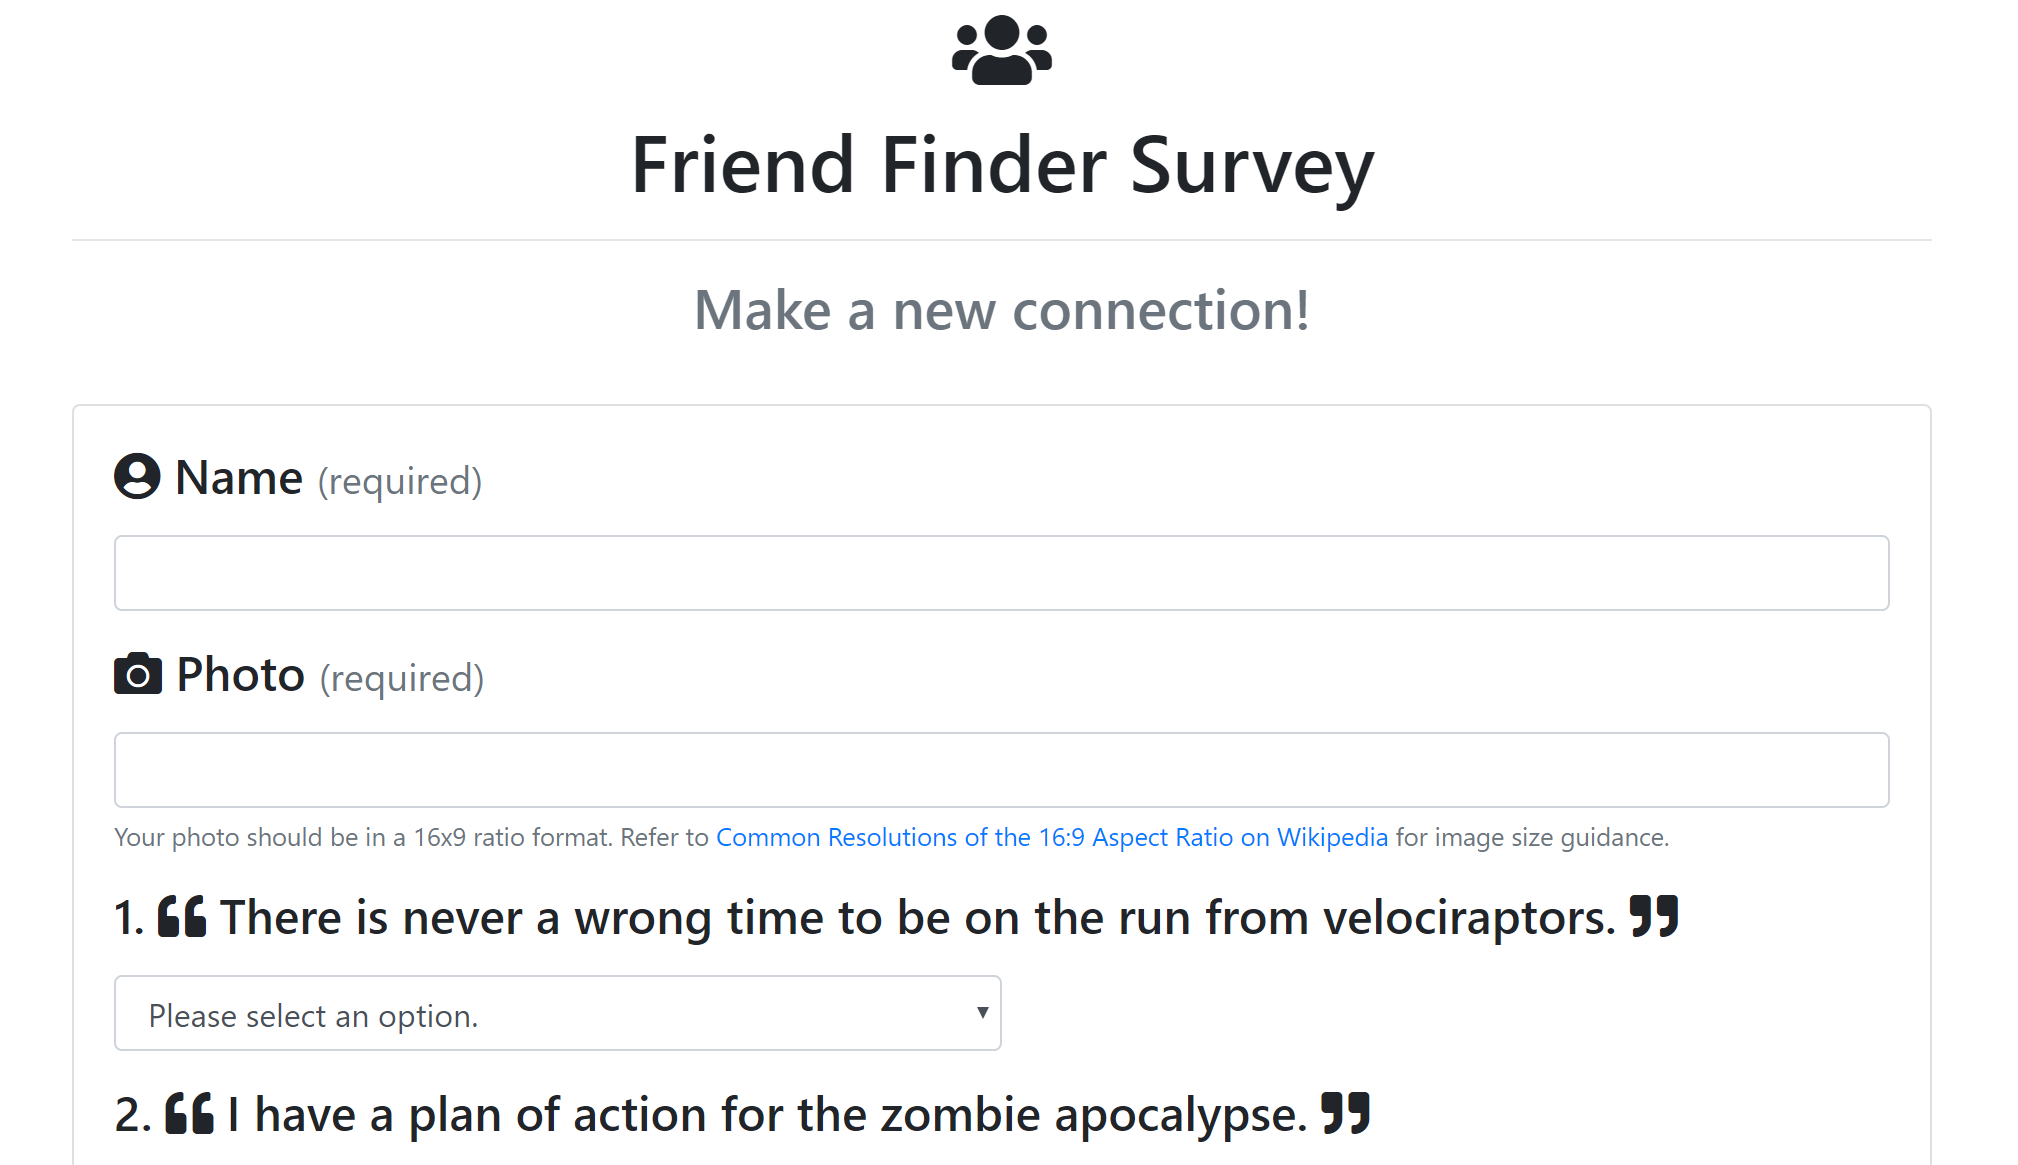 Friend Finder Survey
Make a new connection!
Name (required)
Photo (required)
Your photo should be in a 16x9 ratio format. Refer to Common Resolutions of the 16:9 Aspect Ratio on Wikipedia for image size guidance.
1. ❝ There is never a wrong time to be on the run from velociraptors. ❞
Please select an option.
2. ❝ I have a plan of action for the zombie apocalypse. ❞